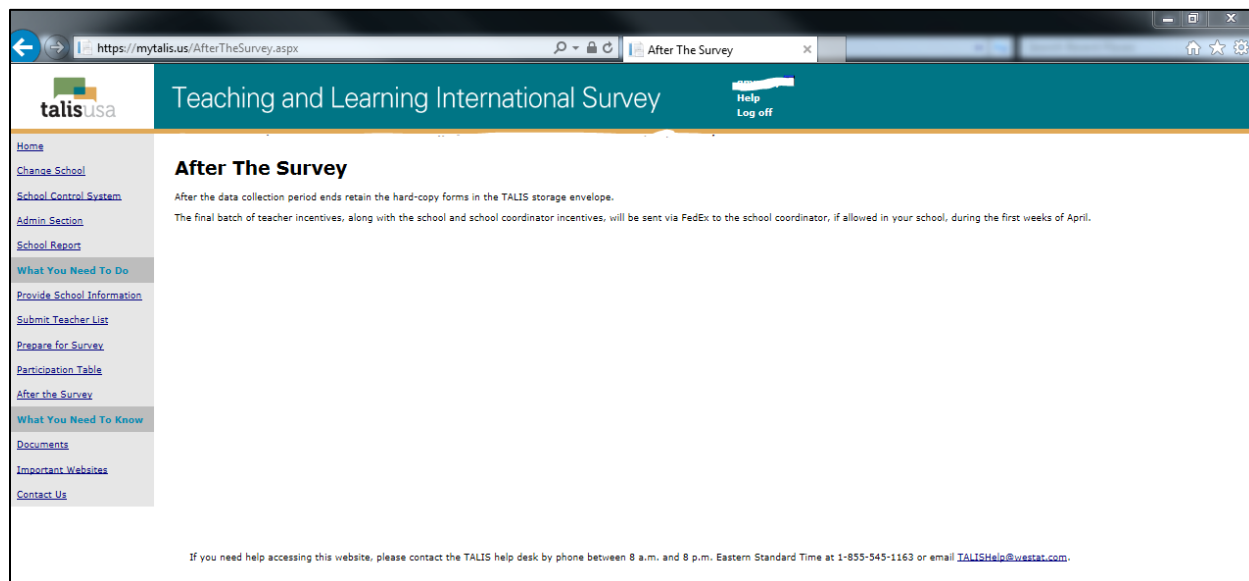 https://mytalis.us/AfterTheSurvey.aspx
After The Survey
talisusa
Teaching and Learning International Survey
Help
Log off
Home
Change School
School Control System
Admin Section
School Report
What You Need To Do
Provide School Information
Submit Teacher List
Prepare for Survey
Participation Table
After the Survey
What You Need To Know
Documents
Important Websites
Contact Us
After The Survey
After the data collection period ends retain the hard-copy forms in the TALIS storage envelope.
The final batch of teacher incentives, along with the school and school coordinator incentives, will be sent via FedEx to the school coordinator, if allowed in your school, during the first weeks of April.
If you need help accessing this website, please contact the TALIS help desk by phone between 8 a.m. and 8 p.m. Eastern Standard Time at 1-855-545-1163 or email TALISHelp@westat.com.